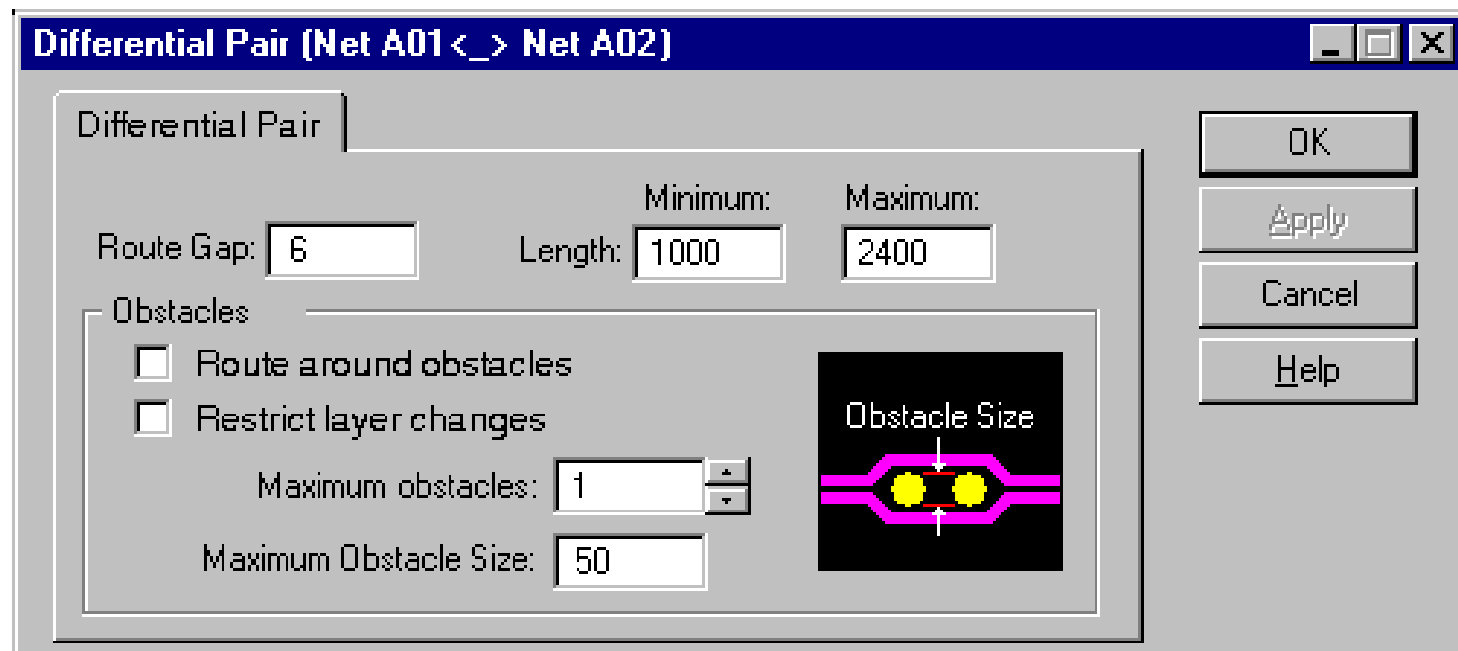 Differential Pair (Net A01<_> Net A02)
Differential Pair
Minimum: Maximum:
Route Gap: 6 Length: 1000 2400
Obstacles
Route around obstacles
Restrict layer changes
Maximum obstacles: 1
Maximum Obstacle Size: 50
Obstacle Size
OK
Apply
Cancel
Help